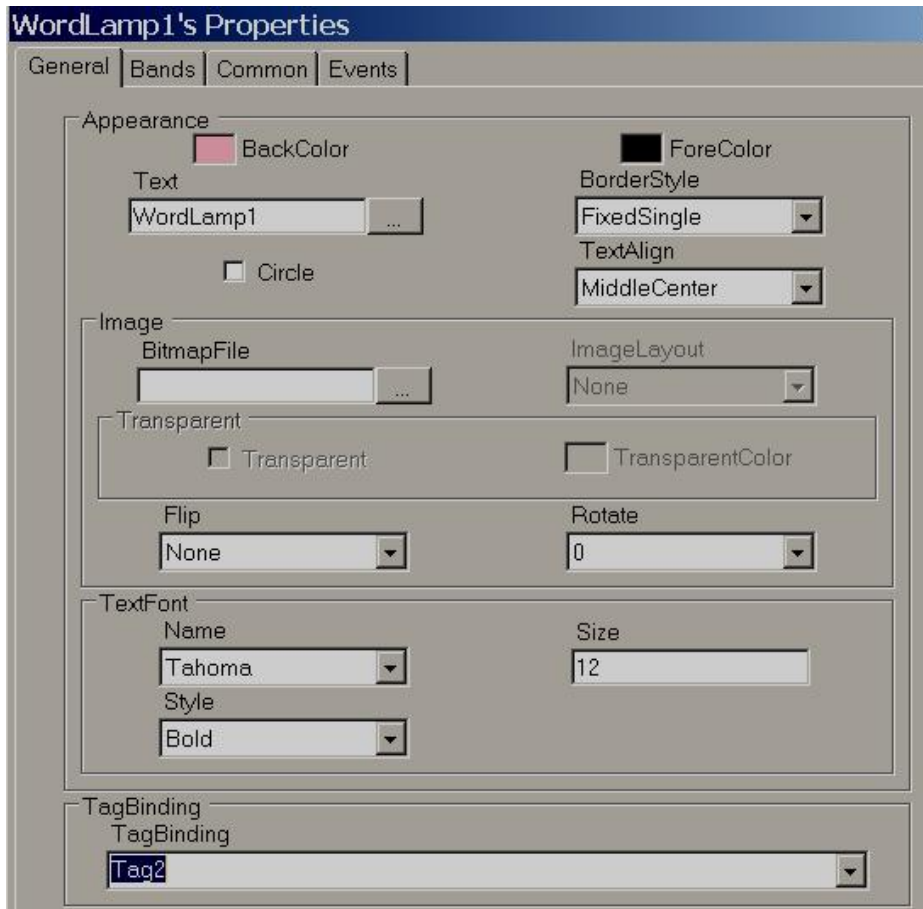 WordLamp1's Properties
General Bands Common Events
Appearance
BackColor ForeColor
Text BorderStyle
WordLamp1 ... FixedSingle
TextAlign
Circle MiddleCenter
Image
BitmapFile ImageLayout
... None
Transparent
Transparent TransparentColor
Flip Rotate
None 0
TextFont
Name Size
Tahoma 12
Style
Bold
TagBinding
TagBinding
Tag2